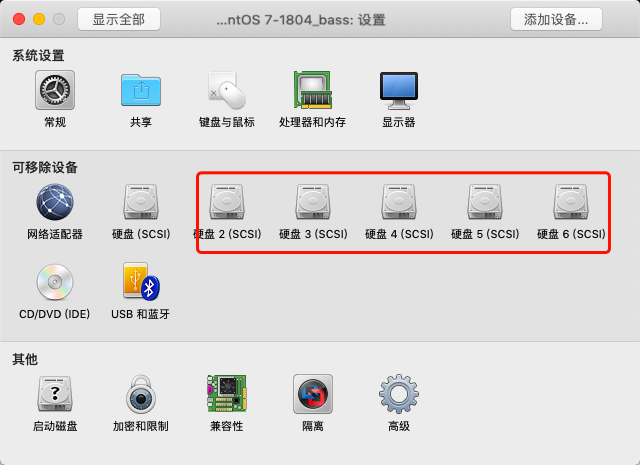 显示全部
...ntOS 7-1804_bass: 设置
添加设备...
系统设置
常规
共享
键盘与鼠标
处理器和内存
显示器
可移除设备
网络适配器
硬盘 (SCSI)
硬盘 2 (SCSI)
硬盘 3 (SCSI)
硬盘 4 (SCSI)
硬盘 5 (SCSI)
硬盘 6 (SCSI)
CD/DVD (IDE)
USB 和蓝牙
其他
启动磁盘
加密和限制
兼容性
隔离
高级